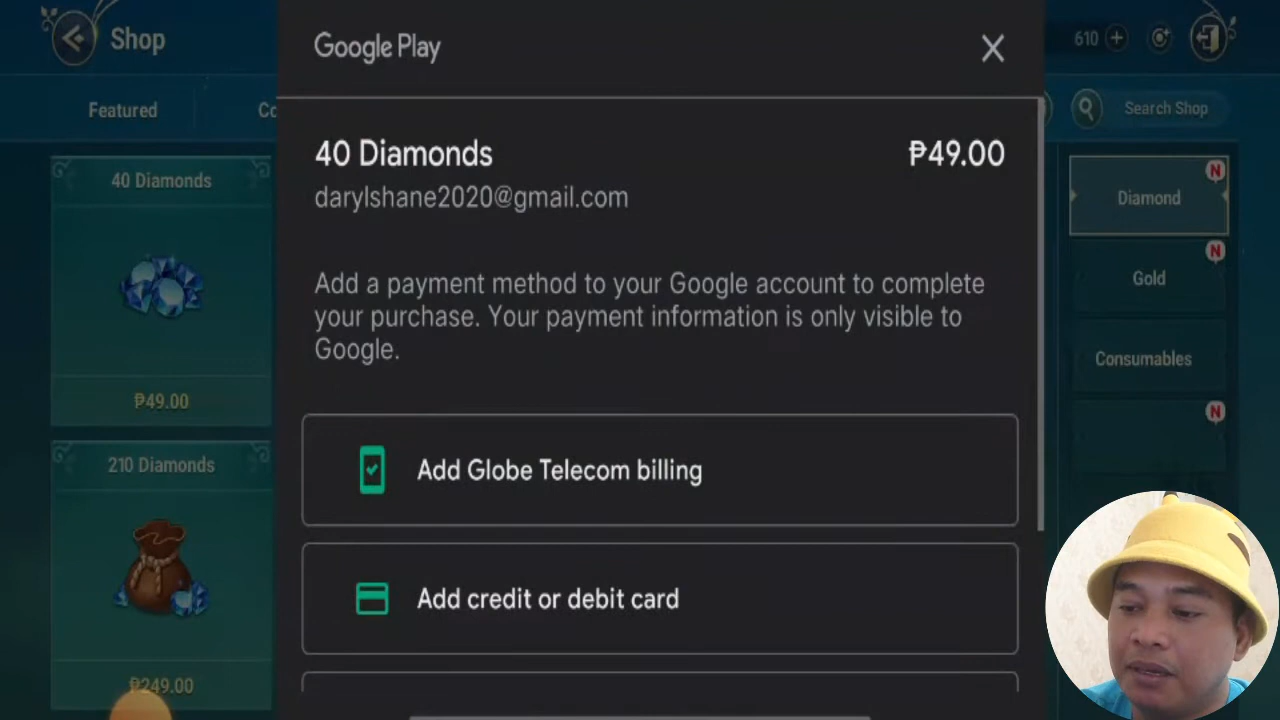 Shop
Google Play
610
Featured
Co
Search Shop
40 Diamonds
₱49.00
210 Diamonds
₱249.00
40 Diamonds
₱49.00
darylshane2020@gmail.com
Add a payment method to your Google account to complete
your purchase. Your payment information is only visible to
Google.
Add Globe Telecom billing
Add credit or debit card
N
Diamond
N
Gold
Consumables
N